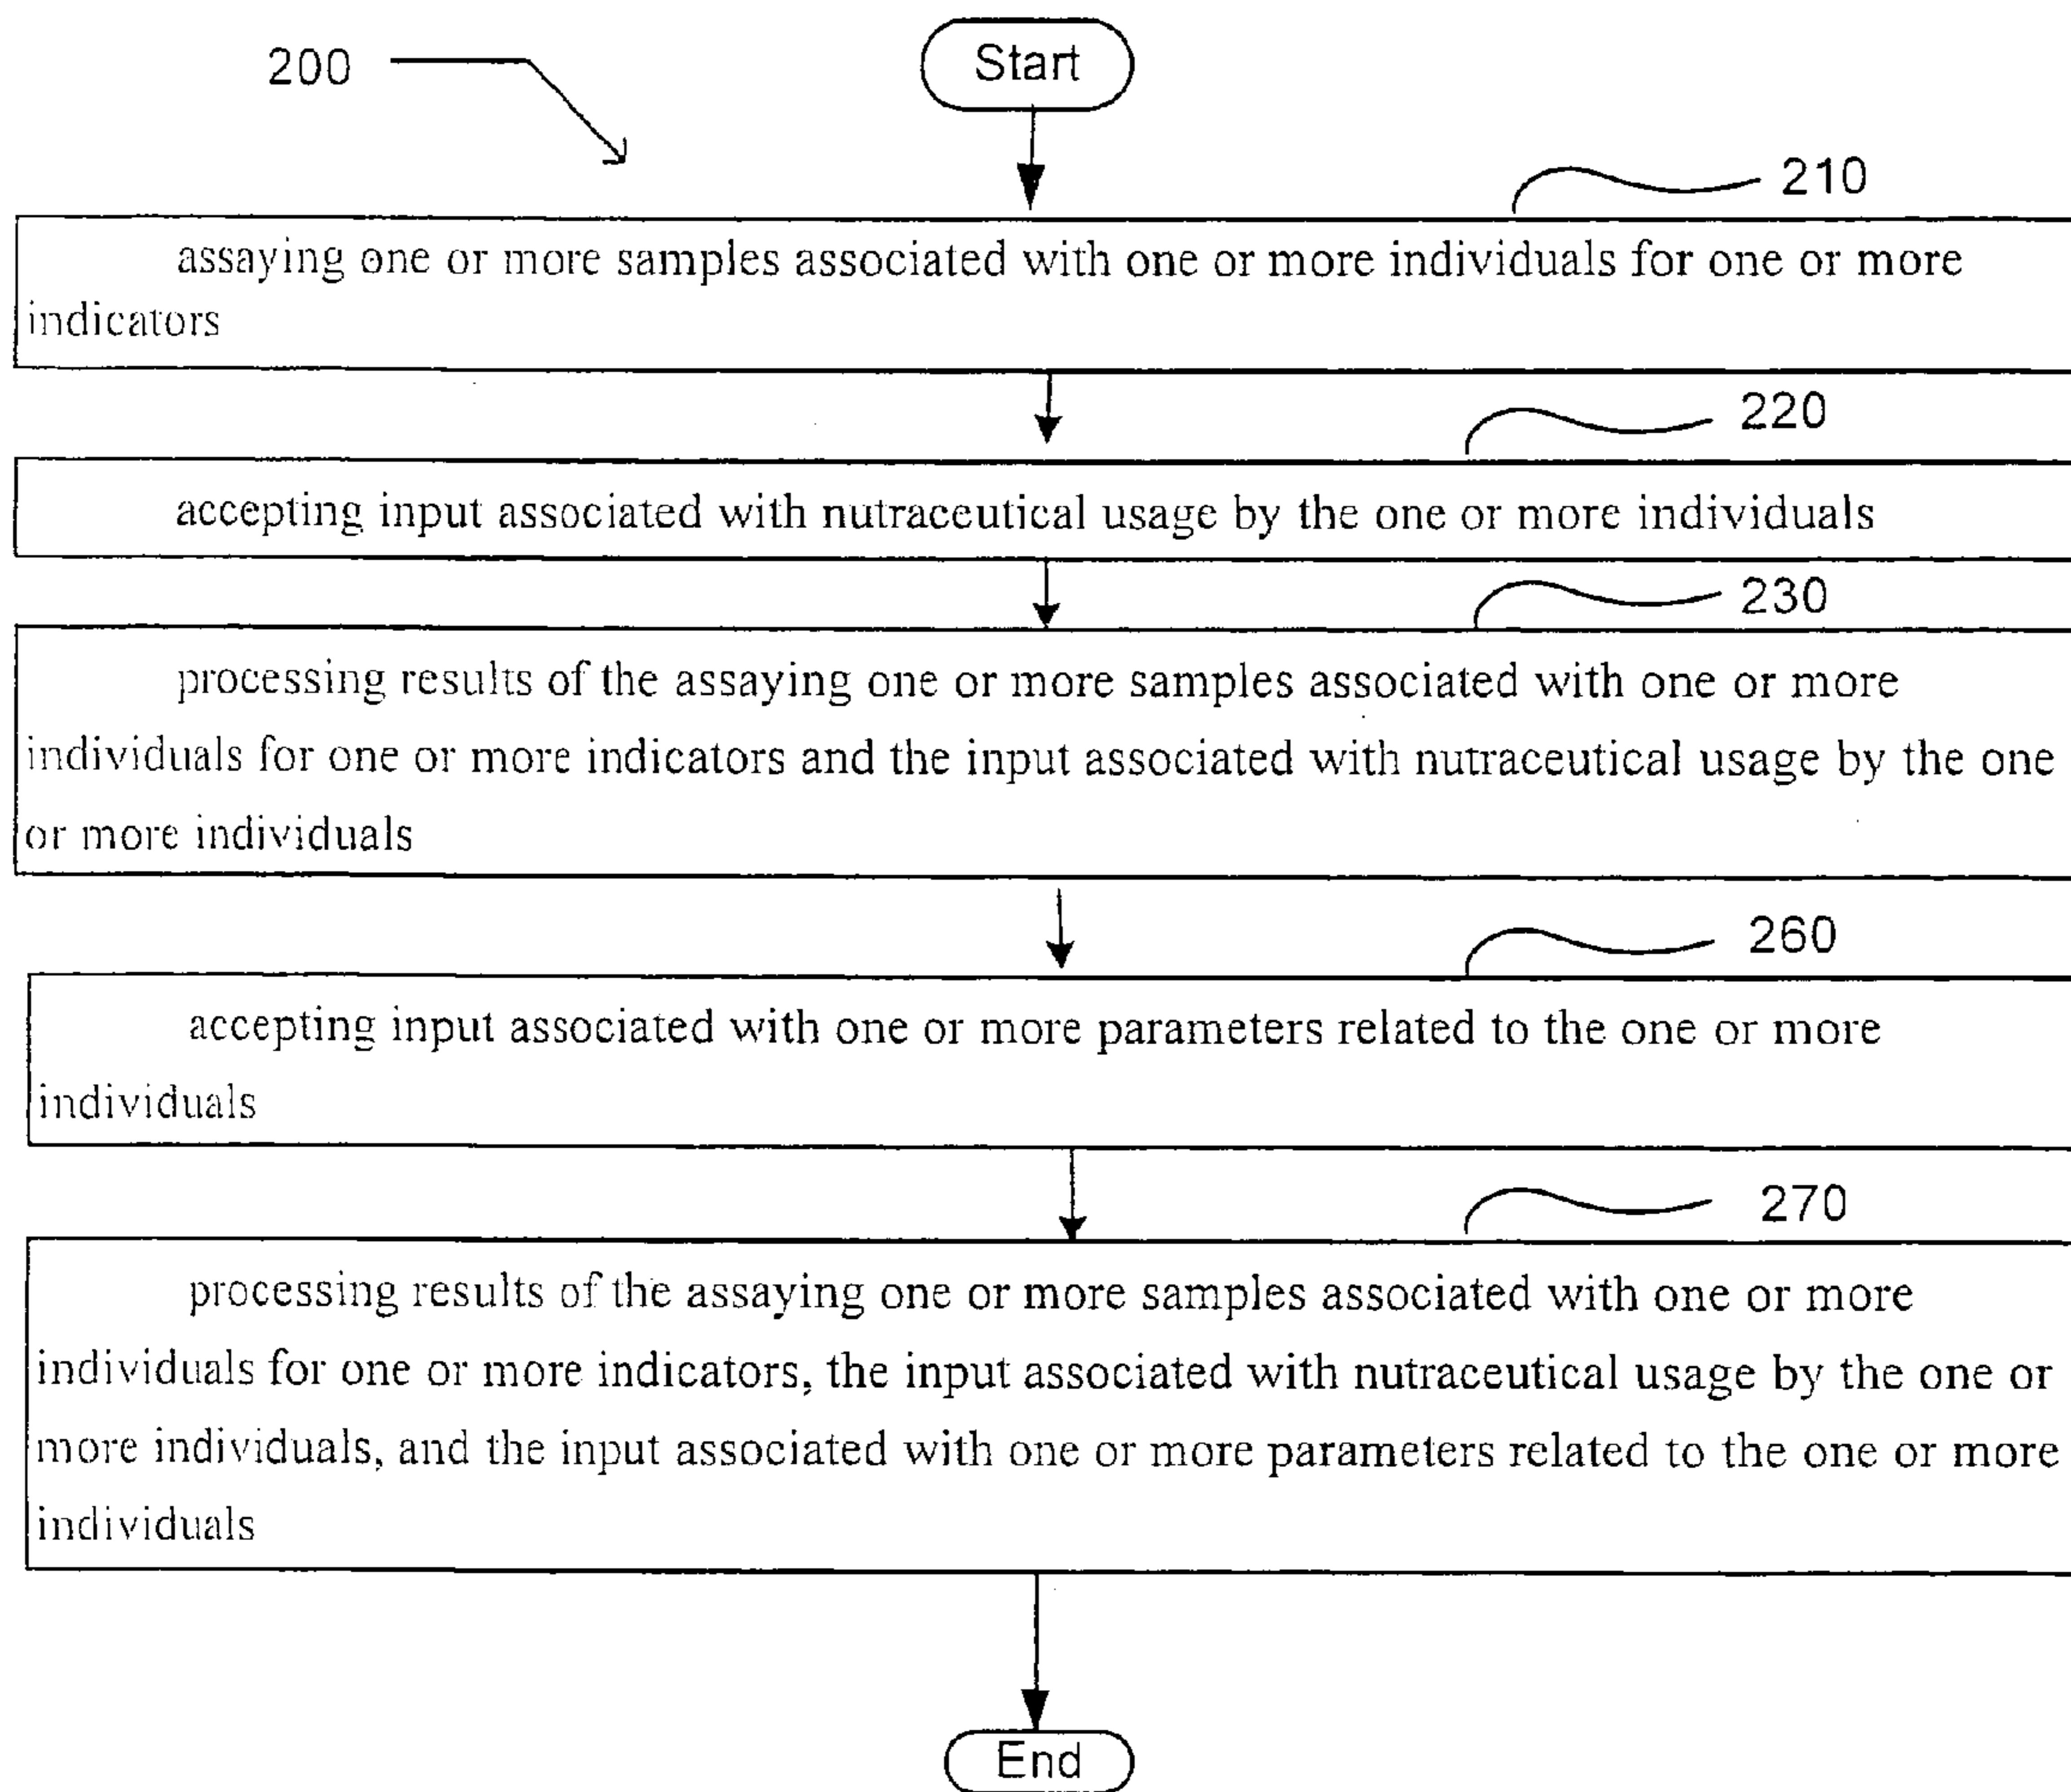 Start
200
210
assaying one or more samples associated with one or more individuals for one or more
indicators
220
accepting input associated with nutraceutical usage by the one or more individuals
230
processing results of the assaying one or more samples associated with one or more
individuals for one or more indicators and the input associated with nutraceutical usage by the one
or more individuals
260
accepting input associated with one or more parameters related to the one or more
individuals
270
processing results of the assaying one or more samples associated with one or more
individuals for one or more indicators, the input associated with nutraceutical usage by the one or
more individuals, and the input associated with one or more parameters related to the one or more
individuals
End